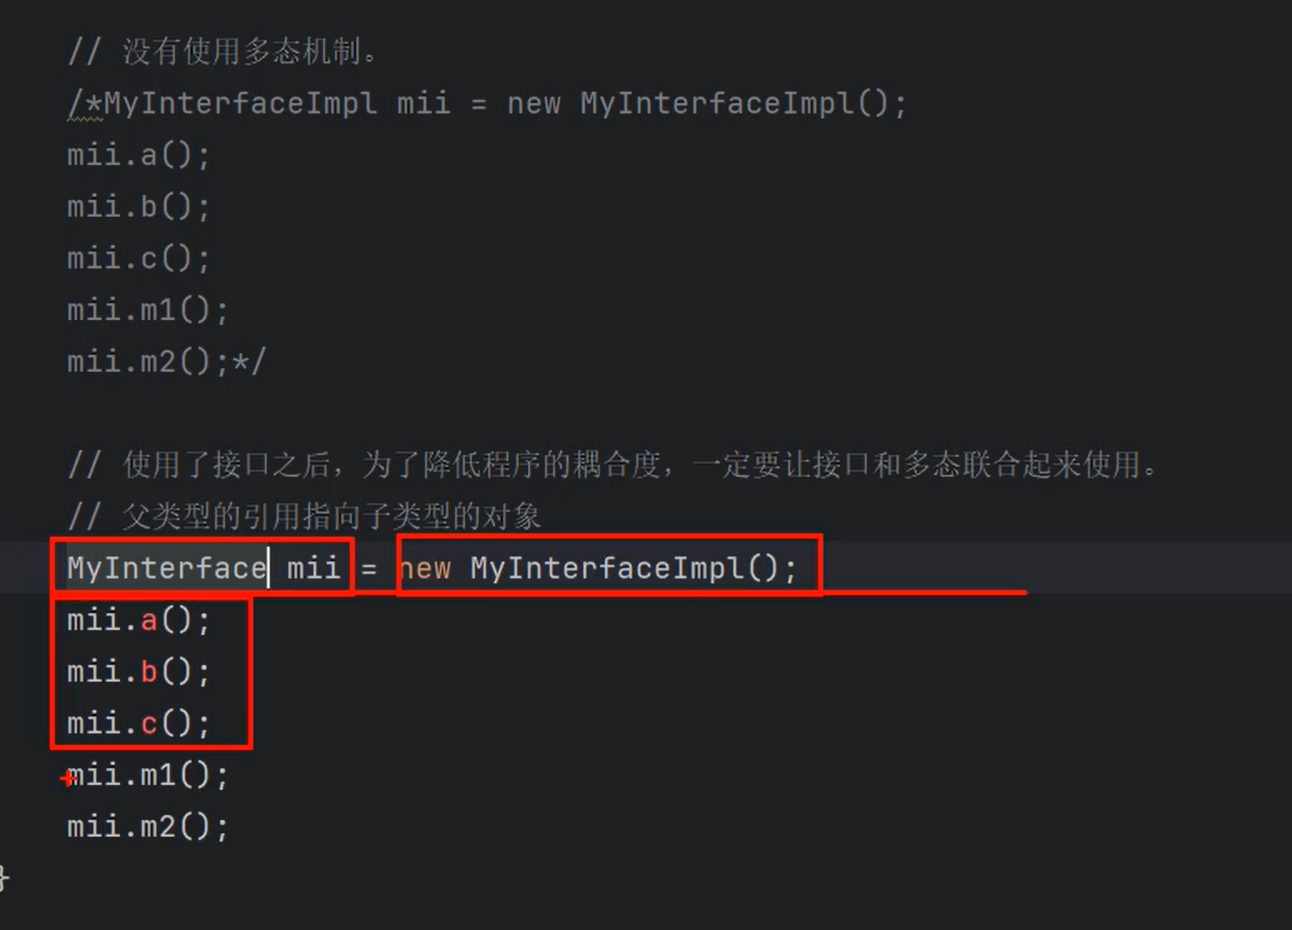 // 没有使用多态机制。
/*MyInterfaceImpl mii = new MyInterfaceImpl();
mii.a();
mii.b();
mii.c();
mii.m1();
mii.m2();*/
// 使用了接口之后，为了降低程序的耦合度，一定要让接口和多态联合起来使用。
// 父类型的引用指向子类型的对象
MyInterface mii = new MyInterfaceImpl();
mii.a();
mii.b();
mii.c();
mii.m1();
mii.m2();
}